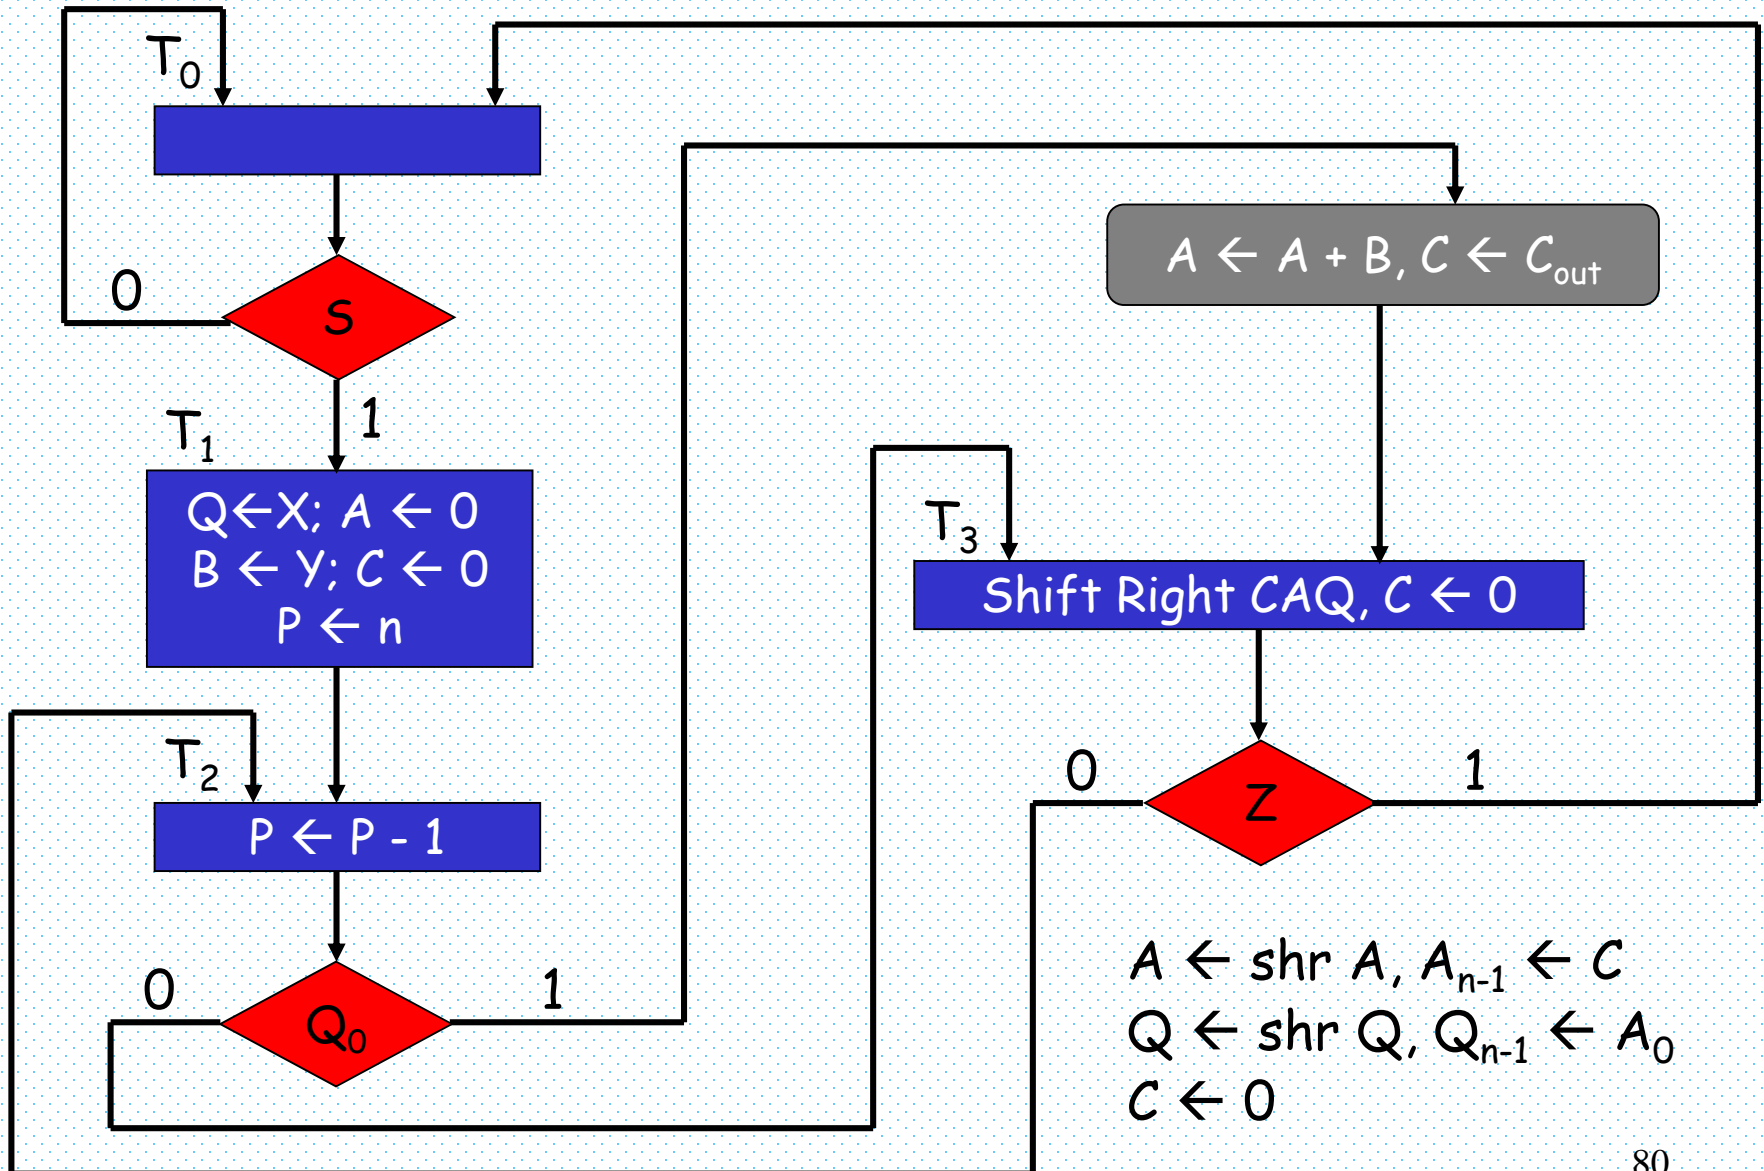 T₀
0
S
1
T₁
Q←X; A ← 0
B ← Y; C ← 0
P ← n
T₂
P ← P - 1
0
1
Q₀
A ← A + B, C ← Cₒᵤₜ
T₃
Shift Right CAQ, C ← 0
0
1
Z
A ← shr A, Aₙ₋₁ ← C
Q ← shr Q, Qₙ₋₁ ← A₀
C ← 0
80